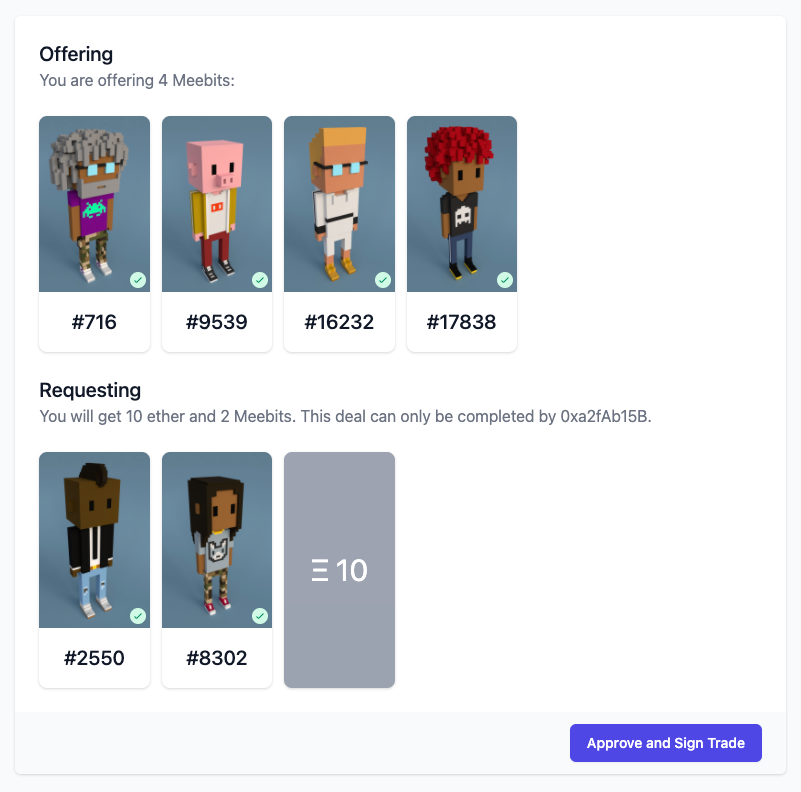 Offering
You are offering 4 Meebits:
#716
#9539
#16232
#17838
Requesting
You will get 10 ether and 2 Meebits. This deal can only be completed by 0xa2fAb15B.
#2550
#8302
Ξ 10
Approve and Sign Trade